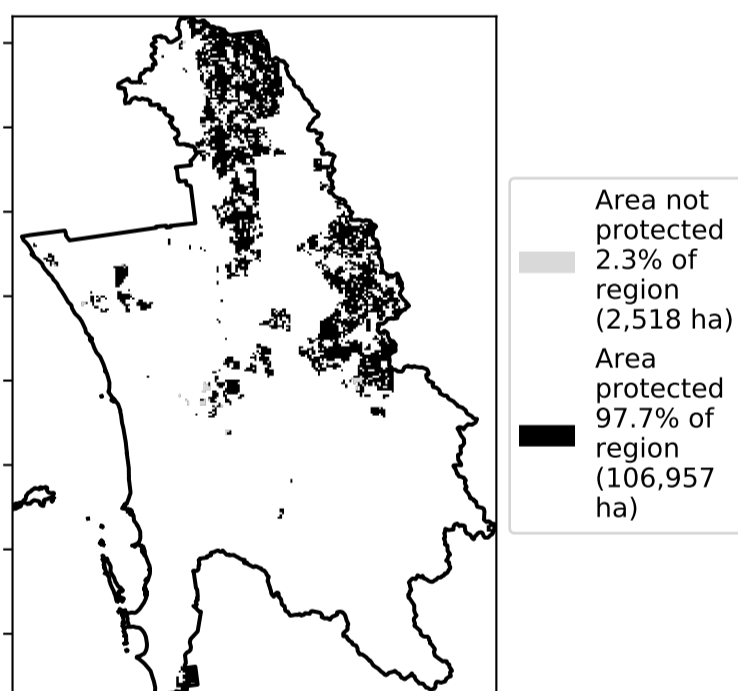 Area not
protected
2.3% of
region
(2,518 ha)
Area
protected
97.7% of
region
(106,957
ha)